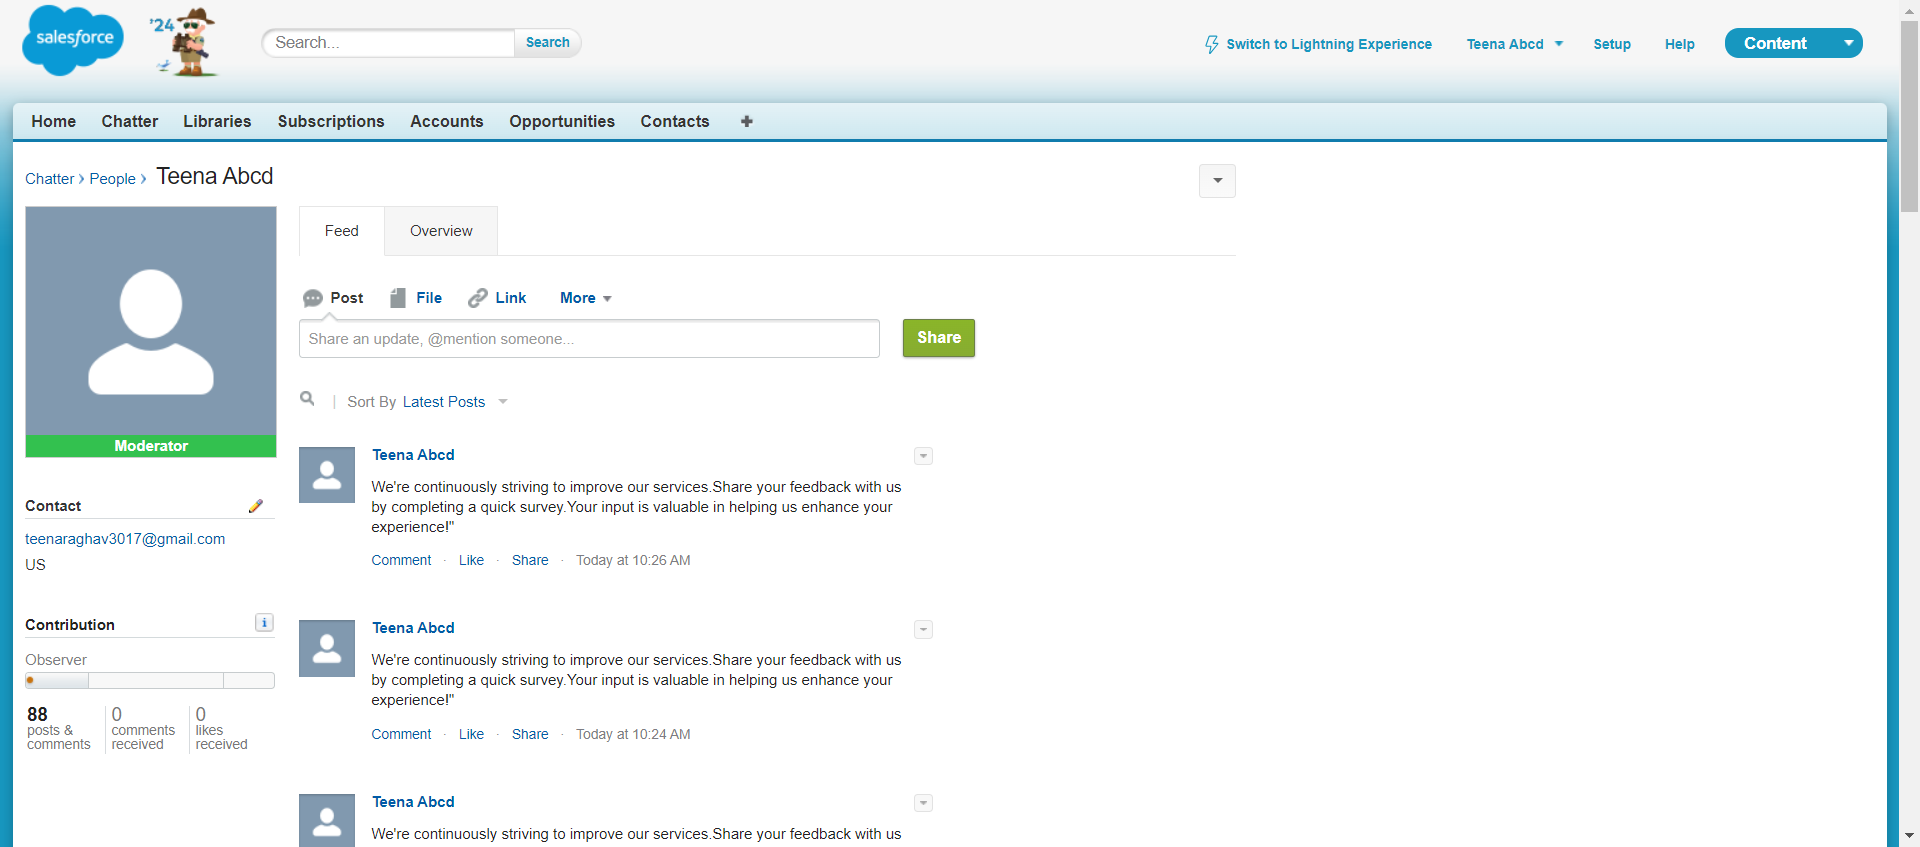 salesforce
'24
Search...
Search
Switch to Lightning Experience
Teena Abcd
Setup
Help
Content
Home
Chatter
Libraries
Subscriptions
Accounts
Opportunities
Contacts
Chatter › People › Teena Abcd
Feed
Overview
Post
File
Link
More
Share an update, @mention someone...
Share
Sort By Latest Posts
Moderator
Contact
teenaraghav3017@gmail.com
US
Contribution
Observer
88
posts &
comments
0
comments
received
0
likes
received
Teena Abcd
We're continuously striving to improve our services.Share your feedback with us
by completing a quick survey.Your input is valuable in helping us enhance your
experience!"
Comment · Like · Share · Today at 10:26 AM
Teena Abcd
We're continuously striving to improve our services.Share your feedback with us
by completing a quick survey.Your input is valuable in helping us enhance your
experience!"
Comment · Like · Share · Today at 10:24 AM
Teena Abcd
We're continuously striving to improve our services.Share your feedback with us